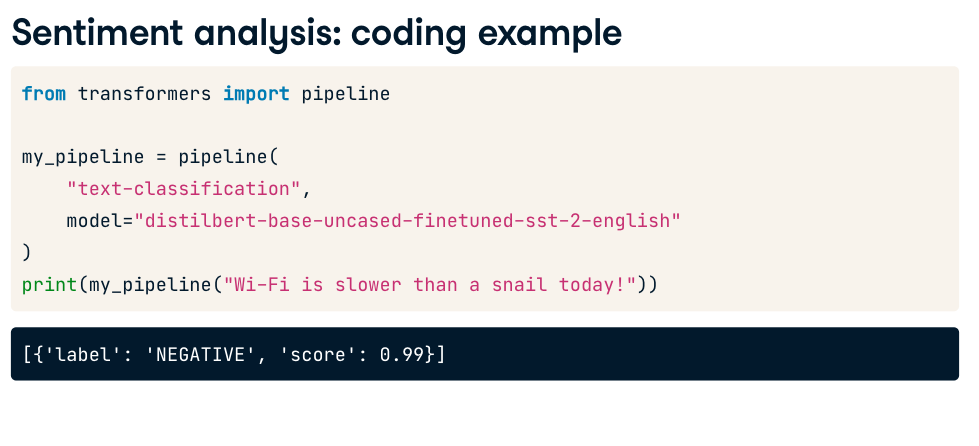 Sentiment analysis: coding example
from transformers import pipeline
my_pipeline = pipeline(
    "text-classification",
    model="distilbert-base-uncased-finetuned-sst-2-english"
)
print(my_pipeline("Wi-Fi is slower than a snail today!"))
[{'label': 'NEGATIVE', 'score': 0.99}]